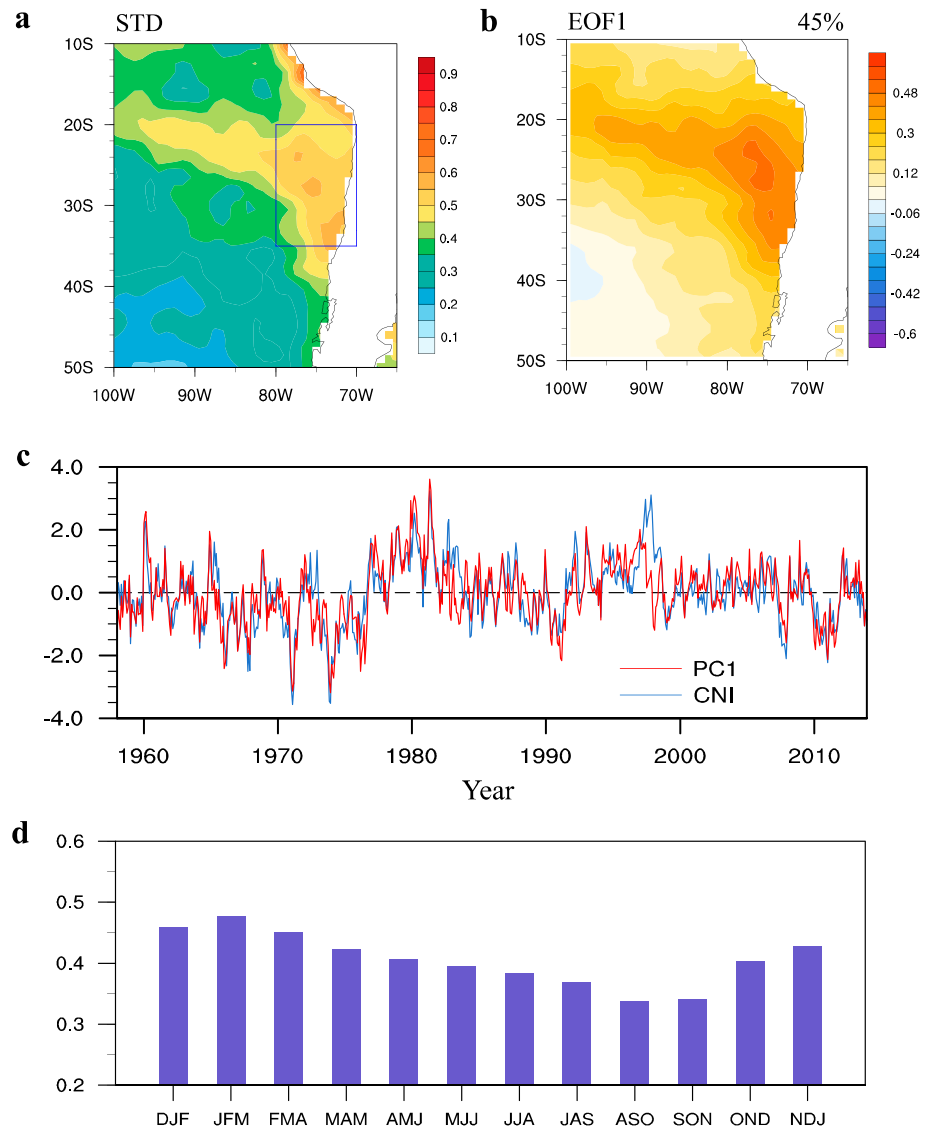 a STD
10S
20S
30S
40S
50S
100W 90W 80W 70W
0.9
0.8
0.7
0.6
0.5
0.4
0.3
0.2
0.1
b EOF1 45%
10S
20S
30S
40S
50S
100W 90W 80W 70W
0.48
0.3
0.12
-0.06
-0.24
-0.42
-0.6
c
4.0
2.0
0.0
-2.0
-4.0
PC1
CNI
1960 1970 1980 1990 2000 2010
Year
d
0.6
0.5
0.4
0.3
0.2
DJF JFM FMA MAM AMJ MJJ JJA JAS ASO SON OND NDJ